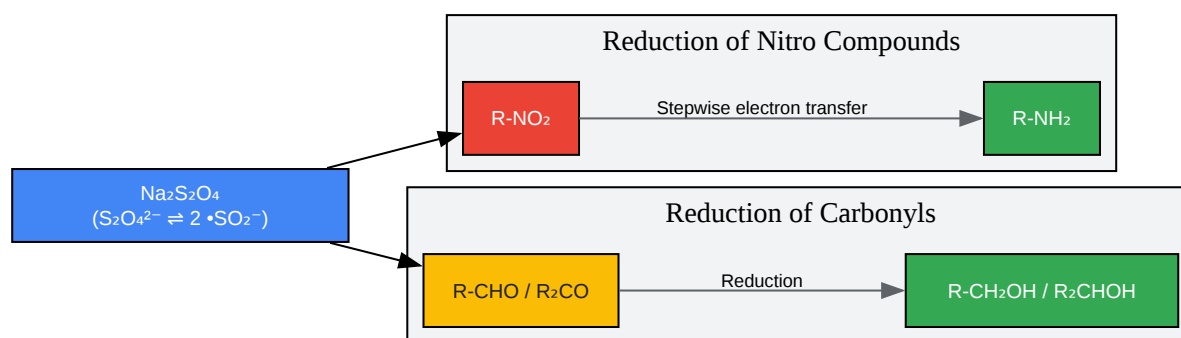 Reduction of Nitro Compounds
R-NO₂
Stepwise electron transfer
R-NH₂
Na₂S₂O₄
(S₂O₄²⁻ ⇌ 2 •SO₂⁻)
Reduction of Carbonyls
R-CHO / R₂CO
Reduction
R-CH₂OH / R₂CHOH